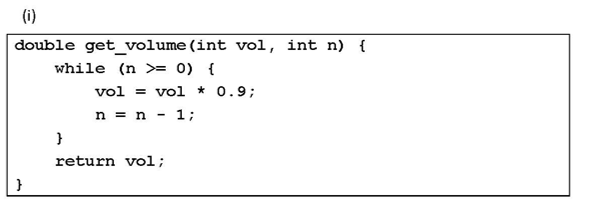 (i)
double get_volume(int vol, int n) {
    while (n >= 0) {
        vol = vol * 0.9;
        n = n - 1;
    }
    return vol;
}